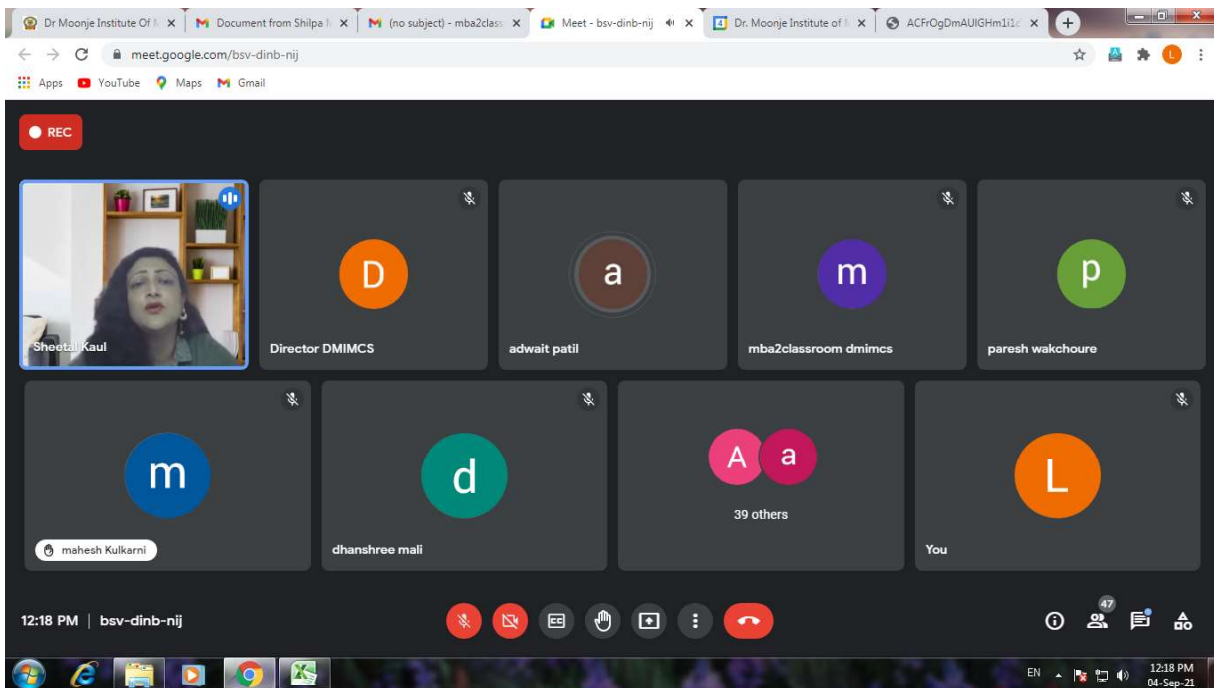 Dr Moonje Institute Of M
Document from Shilpa M
(no subject) - mba2class
Meet - bsv-dinb-nij
Dr. Moonje Institute of
ACFrOgDmAUIGHm1i1c
meet.google.com/bsv-dinb-nij
L
Apps YouTube Maps Gmail
REC
Sheetal Kaul
D
Director DMIMCS
a
adwait patil
m
mba2classroom dmimcs
p
paresh wakchoure
m
mahesh Kulkarni
d
dhanshree mali
A a
39 others
L
You
12:18 PM | bsv-dinb-nij
CC
47
EN
12:18 PM
04-Sep-21